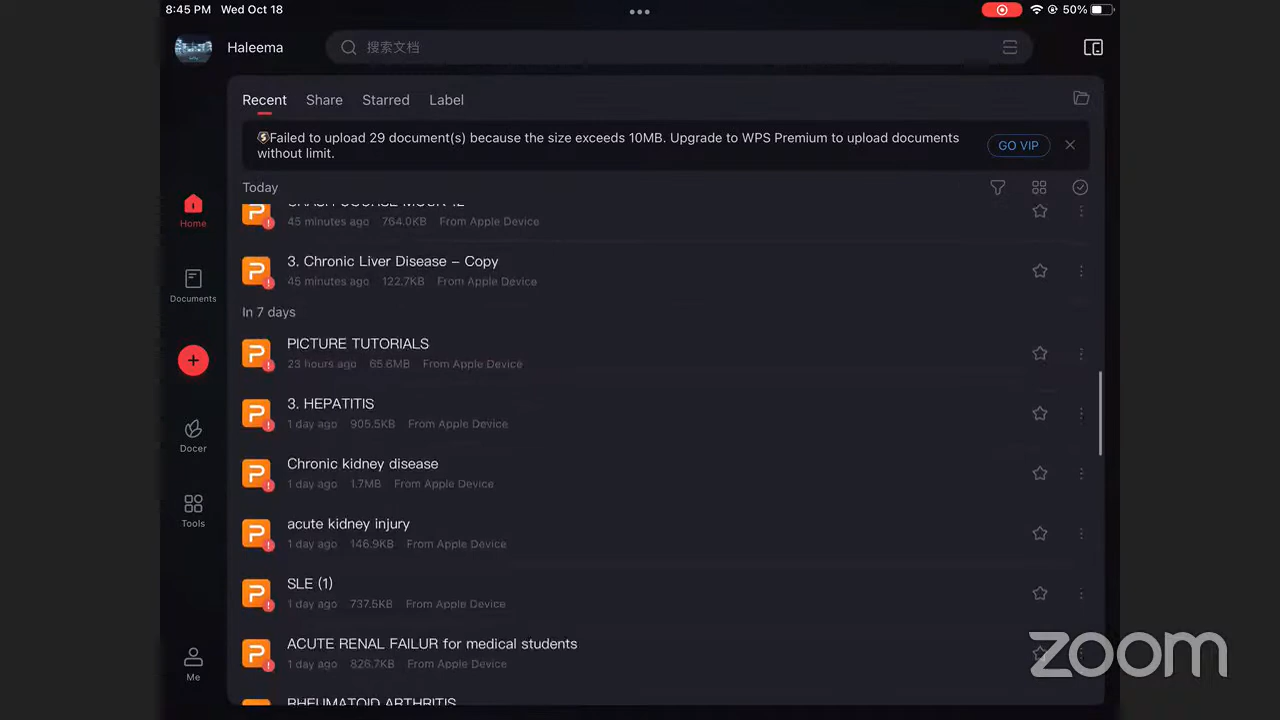 8:45 PM Wed Oct 18
50%
Haleema
搜索文档
Recent Share Starred Label
Failed to upload 29 document(s) because the size exceeds 10MB. Upgrade to WPS Premium to upload documents
without limit.
GO VIP
Today
CRASH COURSE MOCK 12
45 minutes ago 764.0KB From Apple Device
3. Chronic Liver Disease – Copy
45 minutes ago 122.7KB From Apple Device
In 7 days
PICTURE TUTORIALS
23 hours ago 65.6MB From Apple Device
3. HEPATITIS
1 day ago 905.5KB From Apple Device
Chronic kidney disease
1 day ago 1.7MB From Apple Device
acute kidney injury
1 day ago 146.9KB From Apple Device
SLE (1)
1 day ago 737.5KB From Apple Device
ACUTE RENAL FAILUR for medical students
1 day ago 826.7KB From Apple Device
RHEUMATOID ARTHRITIS
Home
Documents
Docer
Tools
Me
zoom